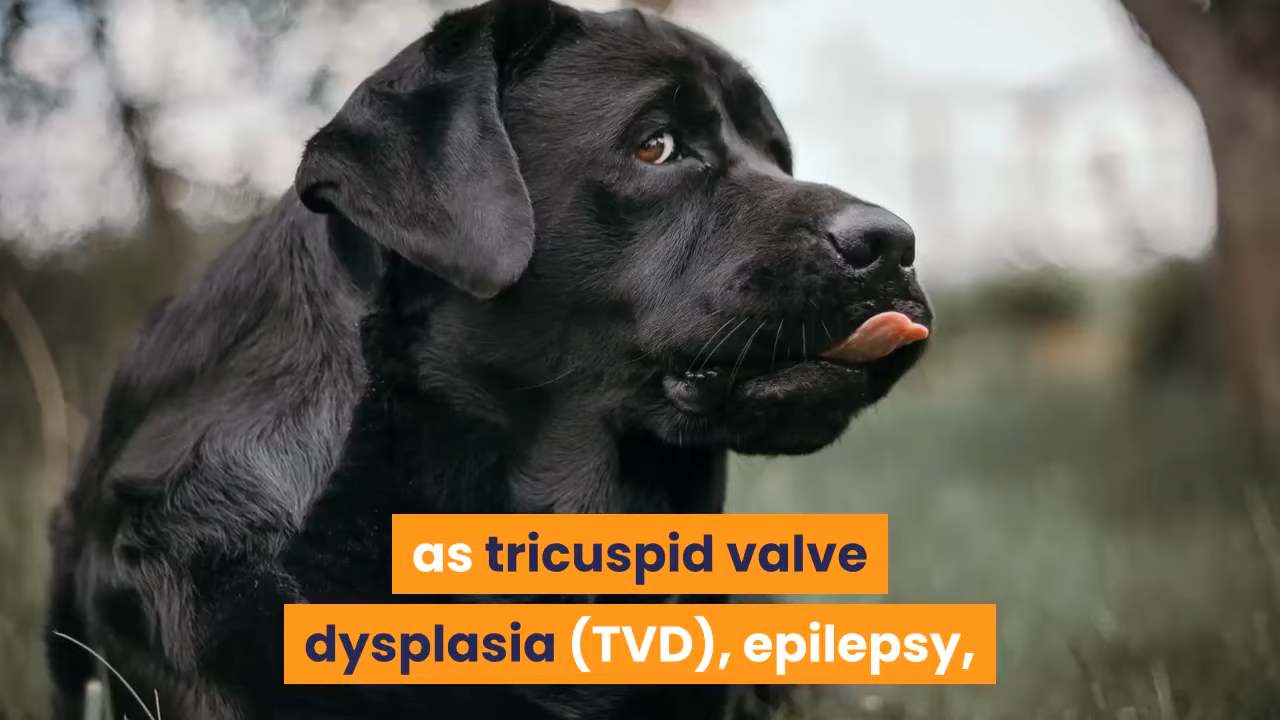 as tricuspid valve
dysplasia (TVD), epilepsy,